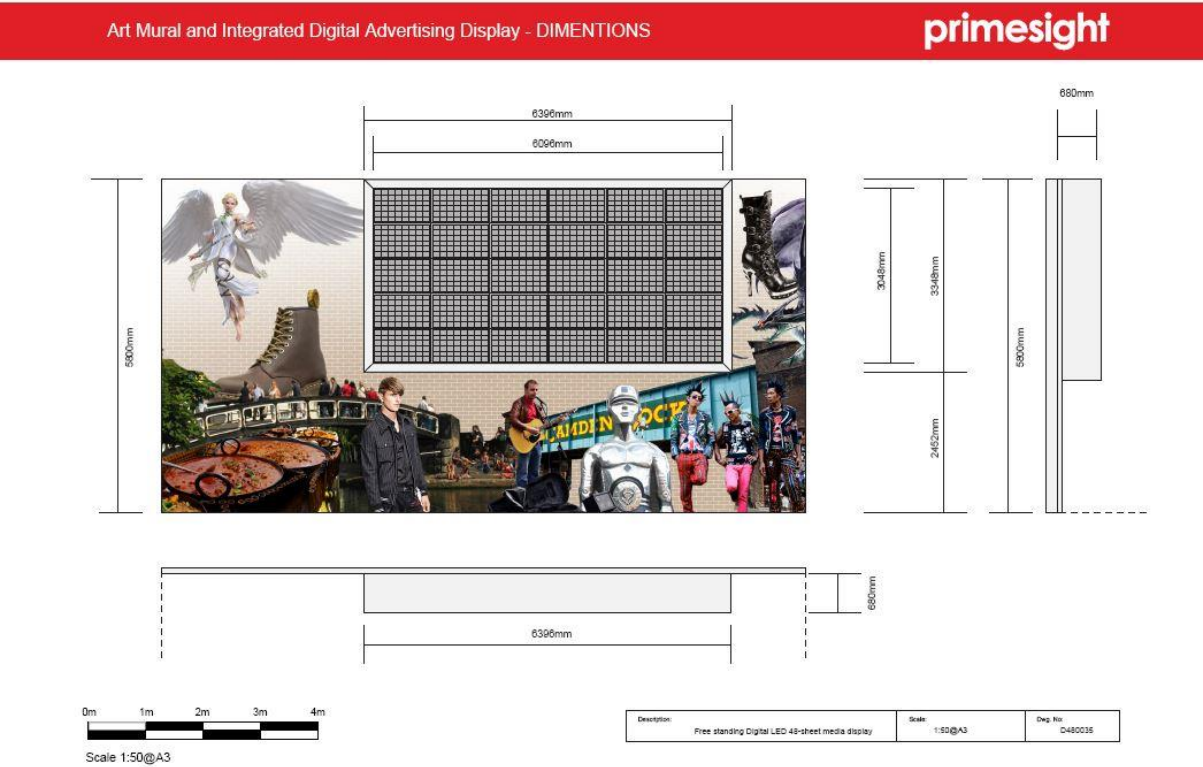 Art Mural and Integrated Digital Advertising Display - DIMENTIONS
primesight
680mm
6396mm
6096mm
5800mm
3048mm
3348mm
5800mm
2452mm
CAMDEN LOCK
680mm
6396mm
0m 1m 2m 3m 4m
Scale 1:50@A3
Description:
Free standing Digital LED 48-sheet media display
Scale:
1:50@A3
Dwg. No:
D480035